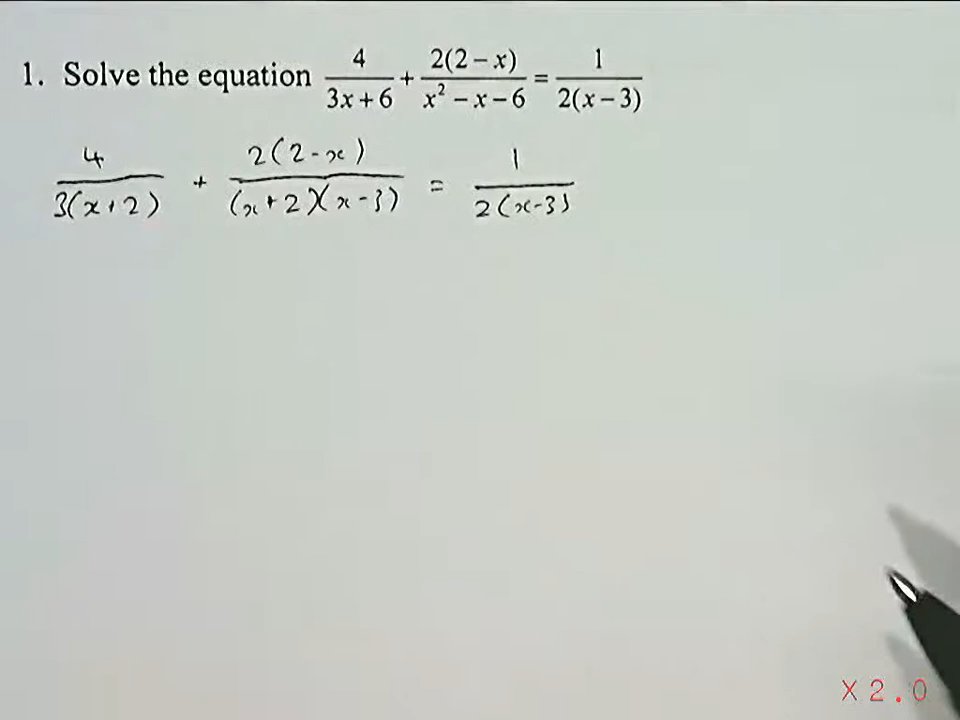 1. Solve the equation 4/(3x + 6) + 2(2 − x)/(x² − x − 6) = 1/(2(x − 3))
4/(3(x + 2)) + 2(2 - x)/((x + 2)(x - 3)) = 1/(2(x - 3))
X2.0